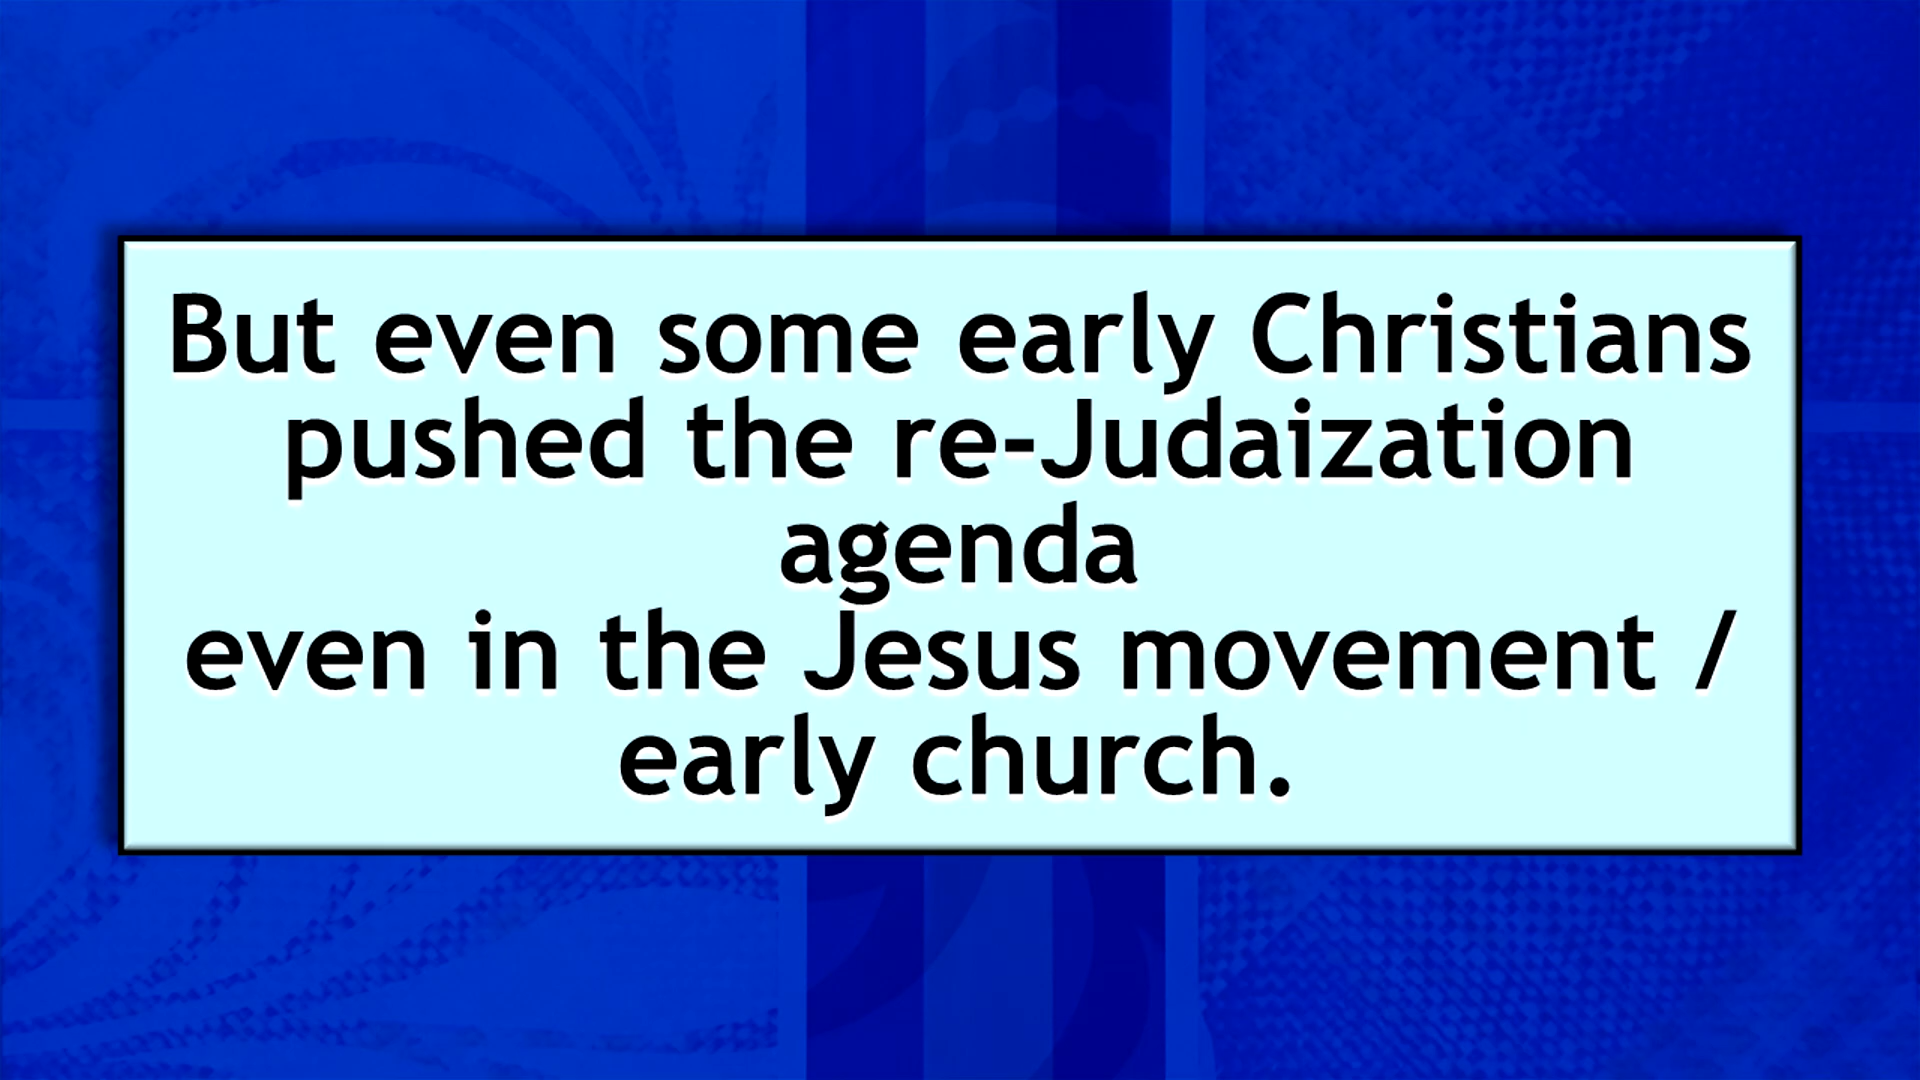 But even some early Christians
pushed the re-Judaization
agenda
even in the Jesus movement /
early church.